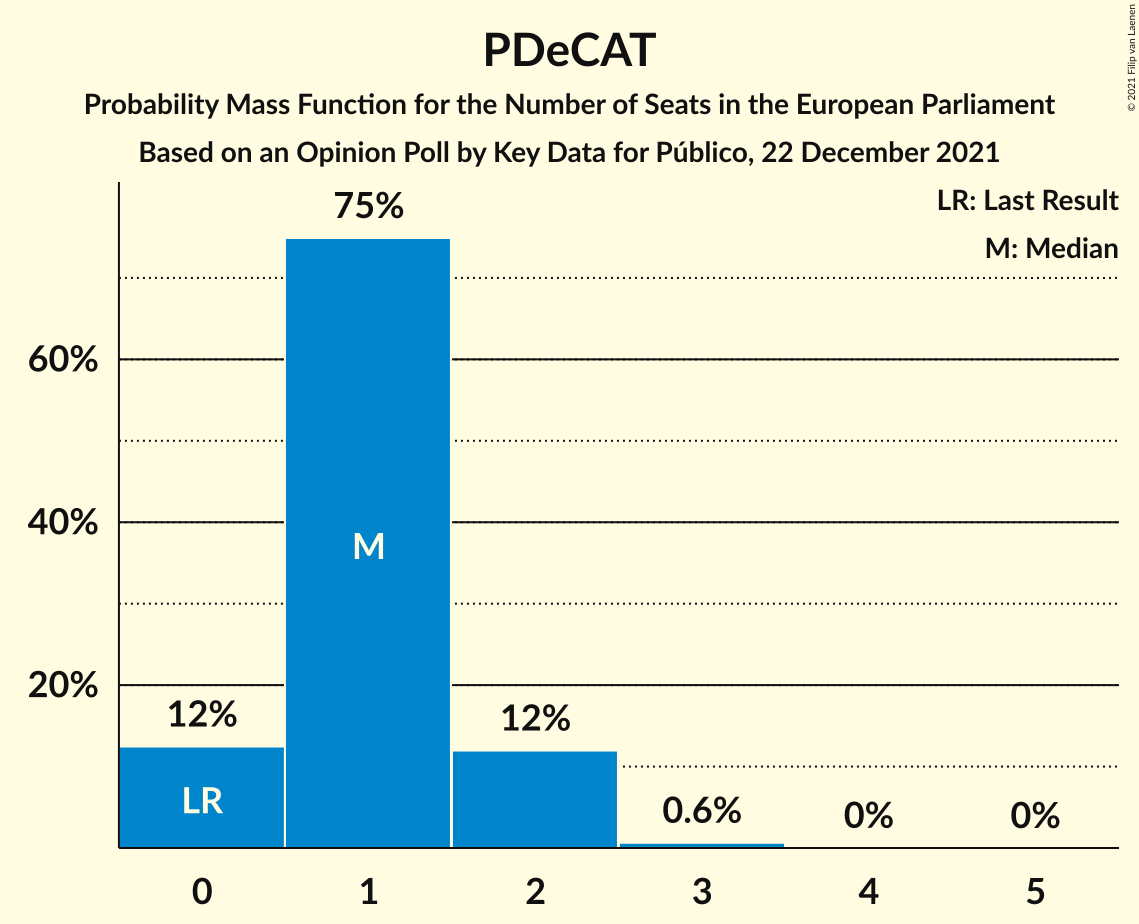 PDeCAT
Probability Mass Function for the Number of Seats in the European Parliament
Based on an Opinion Poll by Key Data for Público, 22 December 2021
© 2021 Filip van Laenen
LR: Last Result
M: Median
75%
60%
40%
M
20%
12%
12%
LR
0.6%
0%
0%
0 1 2 3 4 5